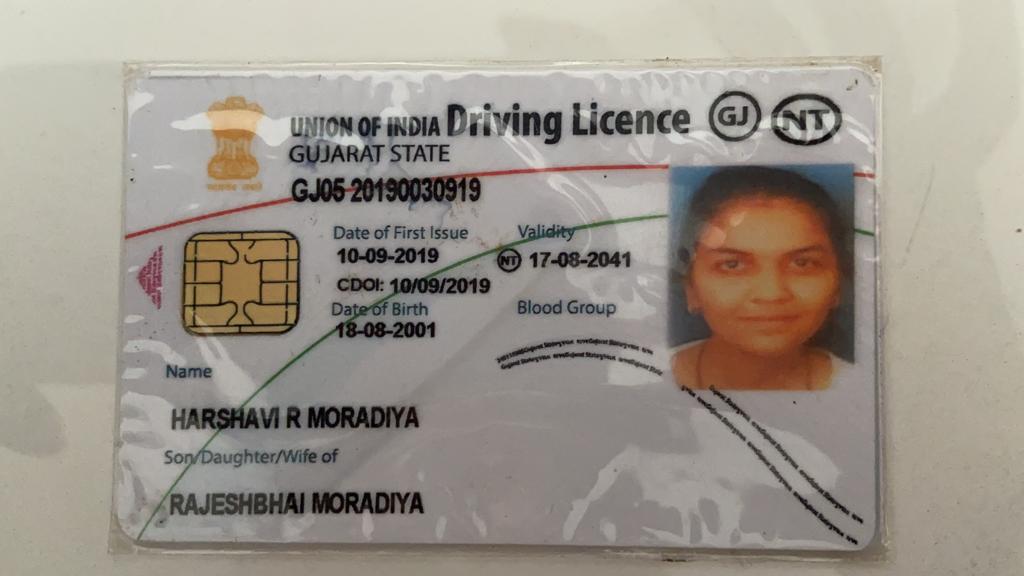 UNION OF INDIA Driving Licence GJ NT
GUJARAT STATE
GJ05 20190030919
Date of First Issue Validity
10-09-2019 NT 17-08-2041
CDOI: 10/09/2019
Date of Birth Blood Group
18-08-2001
Name
HARSHAVI R MORADIYA
Son/Daughter/Wife of
RAJESHBHAI MORADIYA